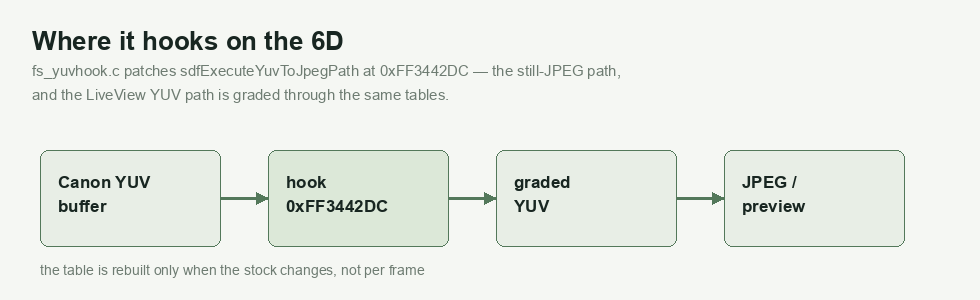 Where it hooks on the 6D
fs_yuvhook.c patches sdfExecuteYuvToJpegPath at 0xFF3442DC — the still-JPEG path,
and the LiveView YUV path is graded through the same tables.
Canon YUV
buffer
hook
0xFF3442DC
graded
YUV
JPEG /
preview
the table is rebuilt only when the stock changes, not per frame